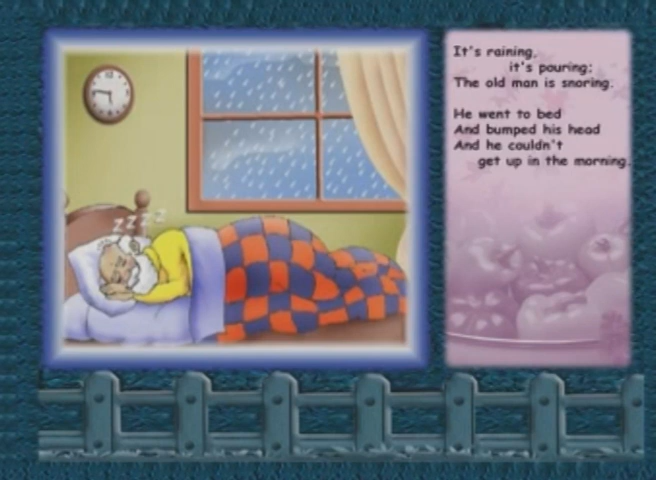 It's raining,
it's pouring;
The old man is snoring.
He went to bed
And bumped his head
And he couldn't
get up in the morning.
zzzz